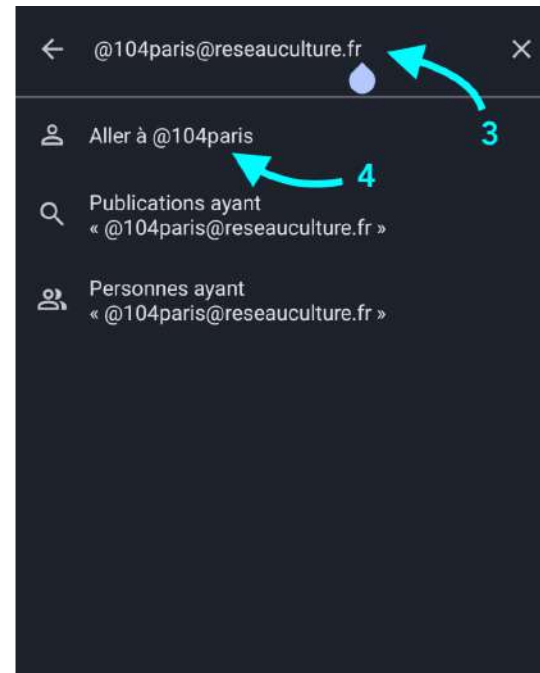 @104paris@reseauculture.fr
3
Aller à @104paris
4
Publications ayant
« @104paris@reseauculture.fr »
Personnes ayant
« @104paris@reseauculture.fr »